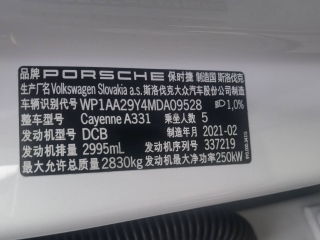 品牌 PORSCHE 保时捷 制造国 斯洛伐克
生产厂名 Volkswagen Slovakia a.s. 斯洛伐克大众汽车股份公司制造
车辆识别代号 WP1AA29Y4MDA09528 1,0%
整车型号 Cayenne A331 乘坐人数 5
发动机型号 DCB 制造年月 2021-02
发动机排量 2995mL 发动机序列号 337219
最大允许总质量 2830kg 发动机最大净功率 250kW